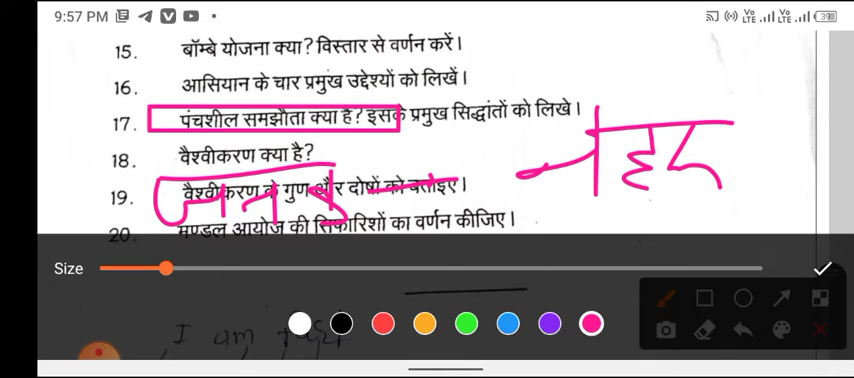 9:57 PM
39
15. बॉम्बे योजना क्या? विस्तार से वर्णन करें।
16. आसियान के चार प्रमुख उद्देश्यों को लिखें।
17. पंचशील समझौता क्या है? इसके प्रमुख सिद्धांतों को लिखे।
18. वैश्वीकरण क्या है?
19. वैश्वीकरण के गुण और दोषों को बताइए।
20. मण्डल आयोज की सिफारिशों का वर्णन कीजिए।
Size
I am